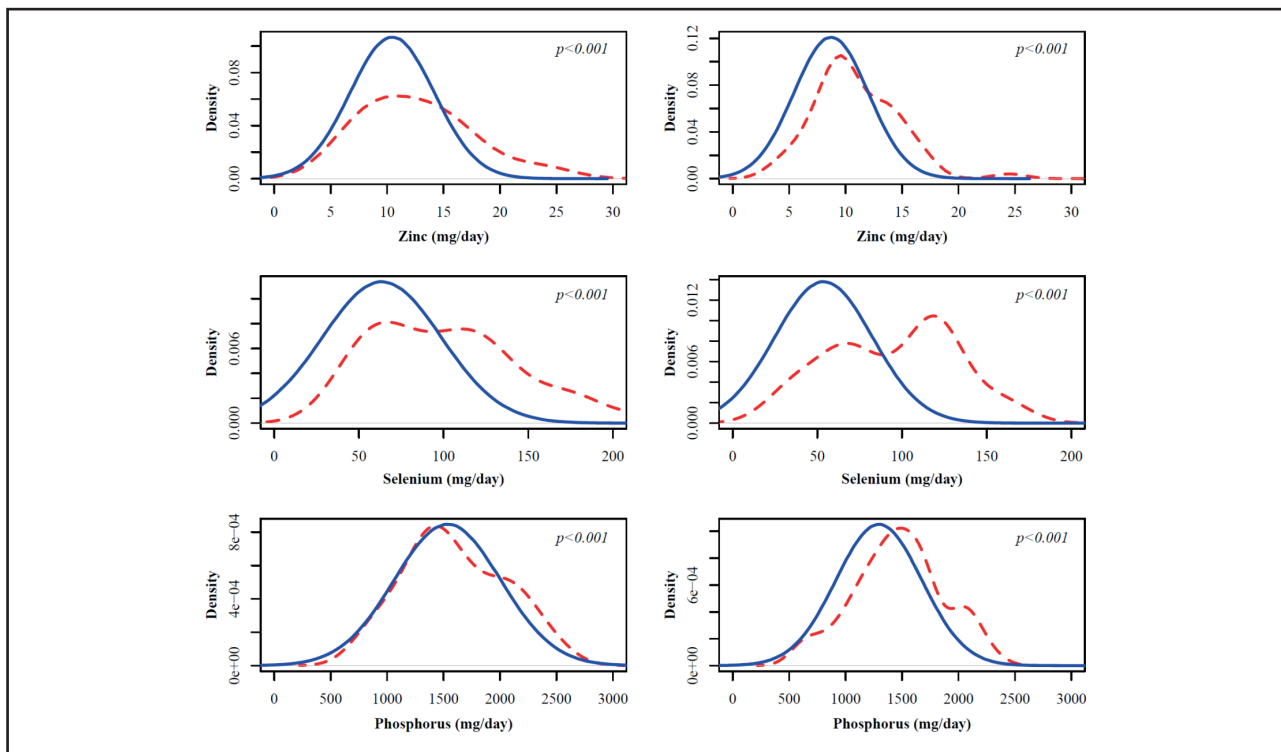 p<0.001
Density
0.00 0.04 0.08
0 5 10 15 20 25 30
Zinc (mg/day)
p<0.001
Density
0.00 0.04 0.08 0.12
0 5 10 15 20 25 30
Zinc (mg/day)
p<0.001
Density
0.000 0.006
0 50 100 150 200
Selenium (mg/day)
p<0.001
Density
0.000 0.006 0.012
0 50 100 150 200
Selenium (mg/day)
p<0.001
Density
0e+00 4e−04 8e−04
0 500 1000 1500 2000 2500 3000
Phosphorus (mg/day)
p<0.001
Density
0e+00 6e−04
0 500 1000 1500 2000 2500 3000
Phosphorus (mg/day)